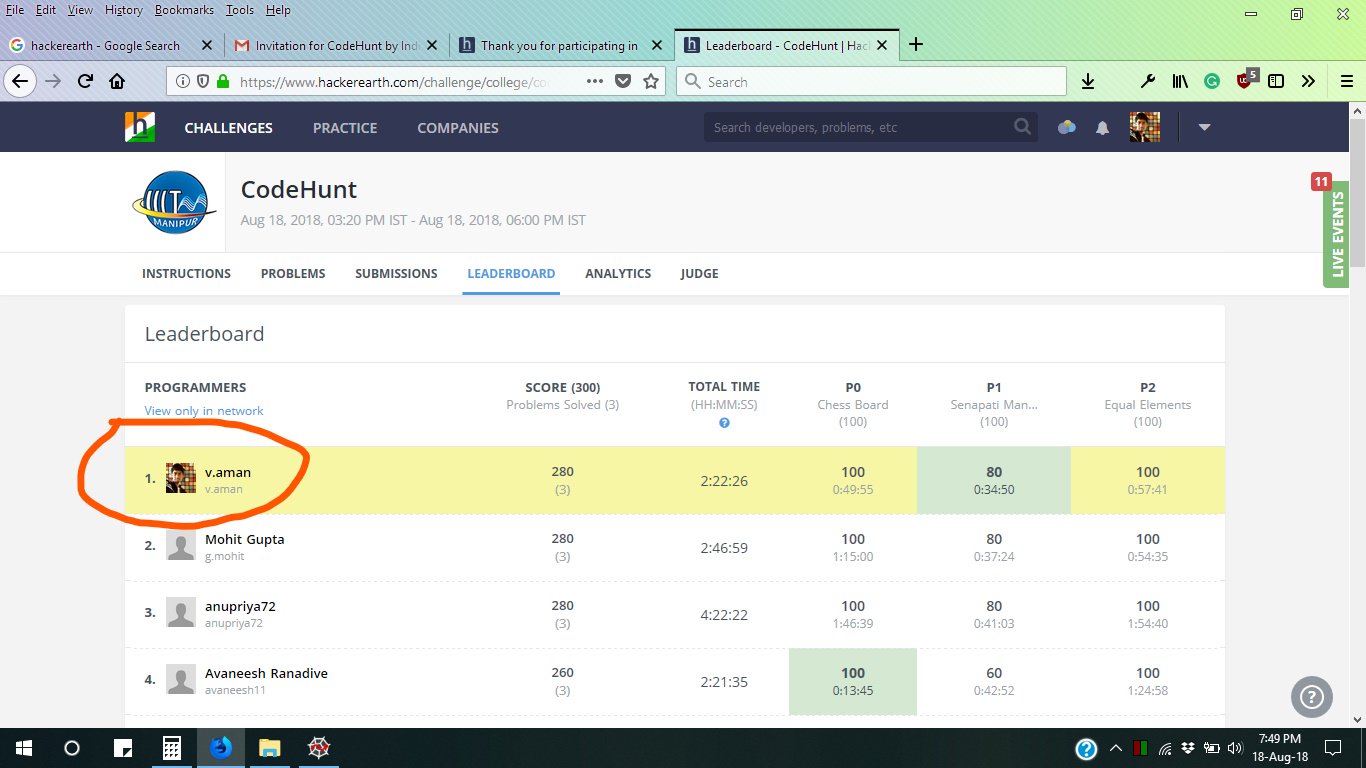 File Edit View History Bookmarks Tools Help
hackerearth - Google Search
Invitation for CodeHunt by Ind
Thank you for participating in
Leaderboard - CodeHunt | Hac
https://www.hackerearth.com/challenge/college/co
Search
5
CHALLENGES PRACTICE COMPANIES
Search developers, problems, etc
IIIT
MANIPUR
CodeHunt
Aug 18, 2018, 03:20 PM IST - Aug 18, 2018, 06:00 PM IST
11
LIVE EVENTS
INSTRUCTIONS PROBLEMS SUBMISSIONS LEADERBOARD ANALYTICS JUDGE
Leaderboard
PROGRAMMERS SCORE (300) TOTAL TIME P0 P1 P2
View only in network Problems Solved (3) (HH:MM:SS) Chess Board Senapati Man... Equal Elements
? (100) (100) (100)
1. v.aman 280 2:22:26 100 80 100
v.aman (3) 0:49:55 0:34:50 0:57:41
2. Mohit Gupta 280 2:46:59 100 80 100
g.mohit (3) 1:15:00 0:37:24 0:54:35
3. anupriya72 280 4:22:22 100 80 100
anupriya72 (3) 1:46:39 0:41:03 1:54:40
4. Avaneesh Ranadive 260 2:21:35 100 60 100
avaneesh11 (3) 0:13:45 0:42:52 1:24:58
7:49 PM
18-Aug-18